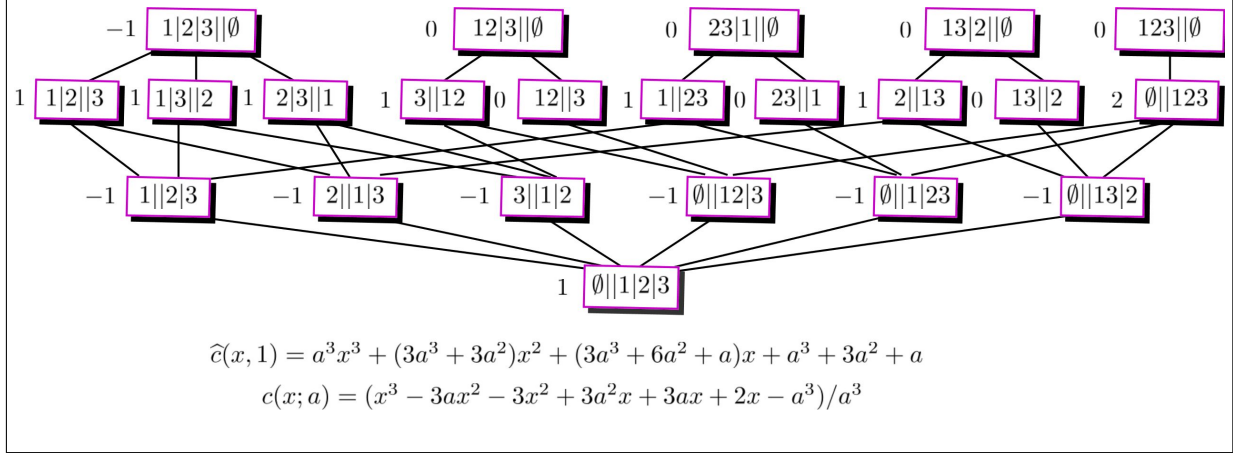 −1 1|2|3||∅ 0 12|3||∅ 0 23|1||∅ 0 13|2||∅ 0 123||∅
1 1|2||3 1 1|3||2 1 2|3||1 1 3||12 0 12||3 1 1||23 0 23||1 1 2||13 0 13||2 2 ∅||123
−1 1||2|3 −1 2||1|3 −1 3||1|2 −1 ∅||12|3 −1 ∅||1|23 −1 ∅||13|2
1 ∅||1|2|3
ĉ(x, 1) = a³x³ + (3a³ + 3a²)x² + (3a³ + 6a² + a)x + a³ + 3a² + a
c(x; a) = (x³ − 3ax² − 3x² + 3a²x + 3ax + 2x − a³)/a³